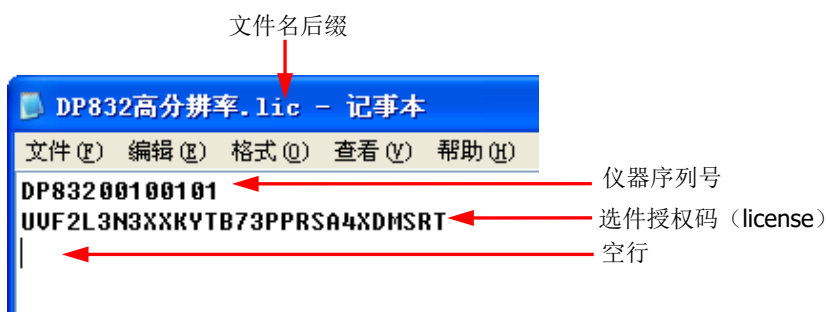 文件名后缀
DP832高分辨率.lic - 记事本
文件(F) 编辑(E) 格式(O) 查看(V) 帮助(H)
DP83200100101
仪器序列号
UVF2L3N3XXKYTB73PPRSA4XDMSRT
选件授权码（license）
空行